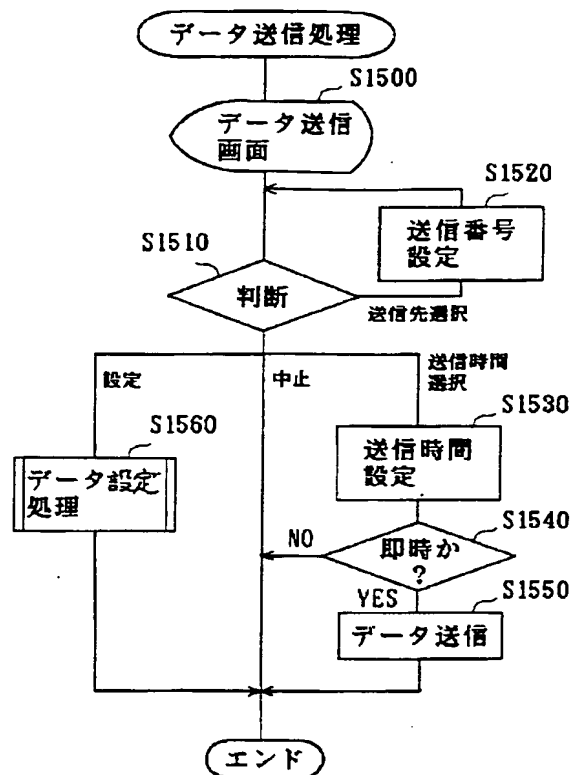 データ送信処理
S1500
データ送信
画面
S1520
送信番号
設定
S1510
判断
送信先選択
設定
中止
送信時間
選択
S1560
データ設定
処理
S1530
送信時間
設定
S1540
即時か
?
NO
YES
S1550
データ送信
エンド